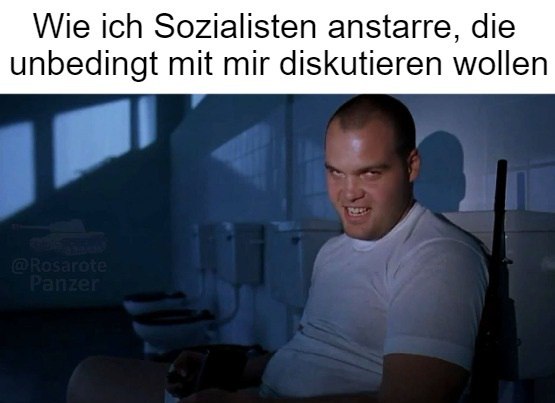 Wie ich Sozialisten anstarre, die
unbedingt mit mir diskutieren wollen
@Rosarote
Panzer